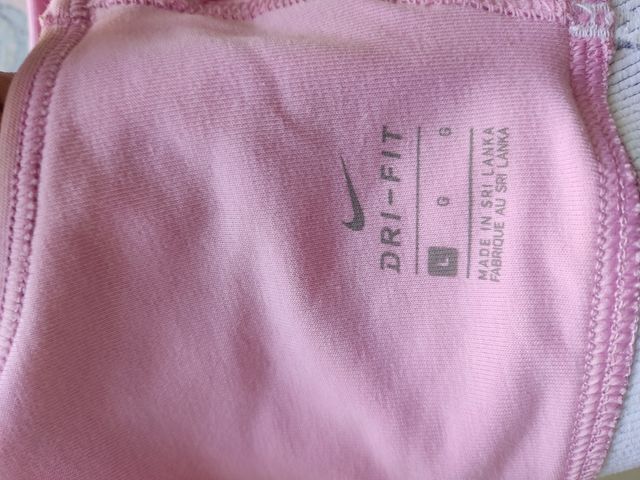 DRI-FIT
L G G
MADE IN SRI LANKA
FABRIQUE AU SRI LANKA